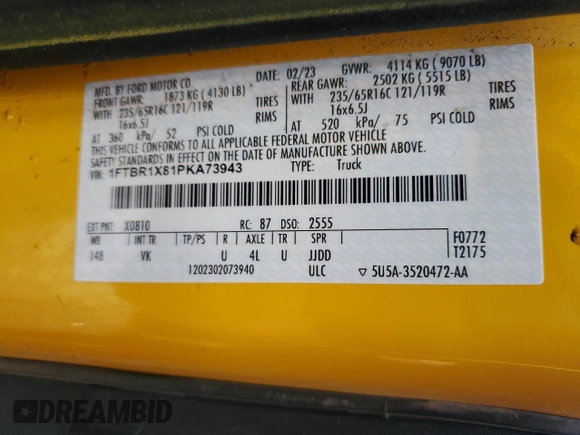 MFD. BY FORD MOTOR CO.
DATE: 02/23 GVWR: 4114 KG ( 9070 LB)
FRONT GAWR: 1873 KG ( 4130 LB) REAR GAWR: 2502 KG ( 5515 LB)
WITH 235/65R16C 121/119R TIRES WITH 235/65R16C 121/119R TIRES
16x6.5J RIMS 16x6.5J RIMS
AT 360 kPa/ 52 PSI COLD AT 520 kPa/ 75 PSI COLD
THIS VEHICLE CONFORMS TO ALL APPLICABLE FEDERAL MOTOR VEHICLE
SAFETY STANDARDS IN EFFECT ON THE DATE OF MANUFACTURE SHOWN ABOVE.
VIN: 1FTBR1X81PKA73943 TYPE: Truck
EXT PNT: XD810 RC: 87 DSO: 2555
WB INT TR TP/PS R AXLE TR SPR F0772
148 VK U 4L U JJDD T2175
1202302073940 ULC ▽ 5U5A-3520472-AA
DREAMBID